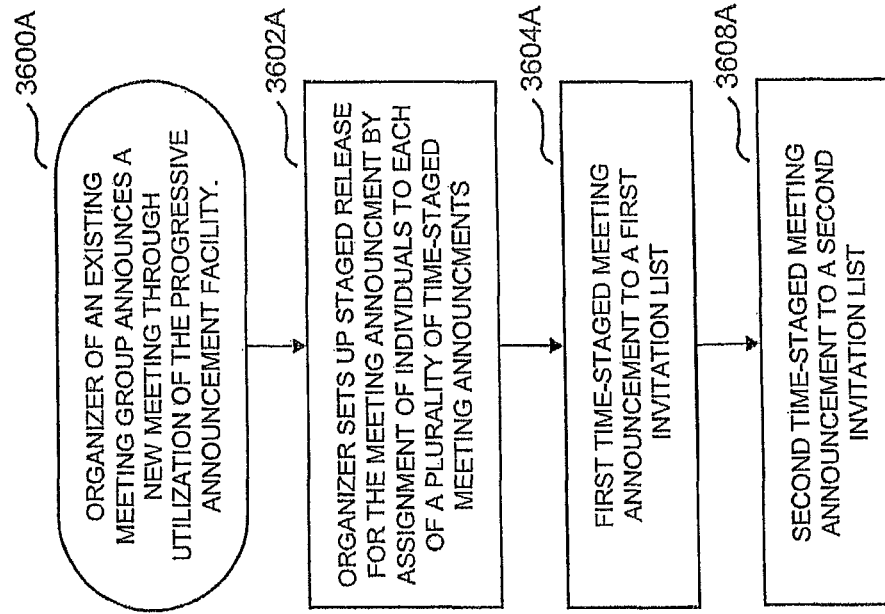 3600A
ORGANIZER OF AN EXISTING
MEETING GROUP ANNOUNCES A
NEW MEETING THROUGH
UTILIZATION OF THE PROGRESSIVE
ANNOUNCEMENT FACILITY.
3602A
ORGANIZER SETS UP STAGED RELEASE
FOR THE MEETING ANNOUNCMENT BY
ASSIGNMENT OF INDIVIDUALS TO EACH
OF A PLURALITY OF TIME-STAGED
MEETING ANNOUNCMENTS
3604A
FIRST TIME-STAGED MEETING
ANNOUNCEMENT TO A FIRST
INVITATION LIST
3608A
SECOND TIME-STAGED MEETING
ANNOUNCEMENT TO A SECOND
INVITATION LIST